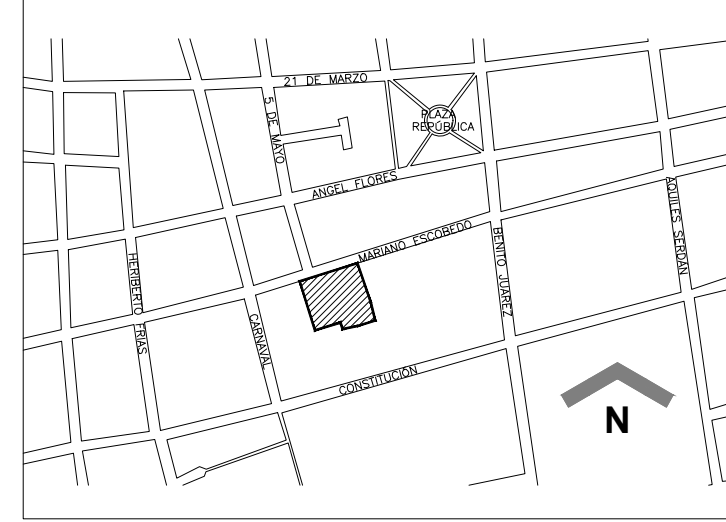 21 DE MARZO
5 DE MAYO
PLAZA
REPÚBLICA
ANGEL FLORES
MARIANO ESCOBEDO
AQUILES SERDÁN
BENITO JUÁREZ
HERIBERTO FRIAS
CARNAVAL
CONSTITUCIÓN
N